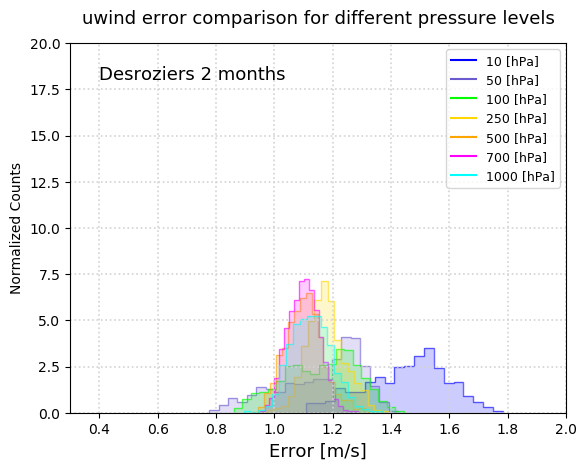 uwind error comparison for different pressure levels
Desroziers 2 months
10 [hPa]
50 [hPa]
100 [hPa]
250 [hPa]
500 [hPa]
700 [hPa]
1000 [hPa]
Normalized Counts
20.0
17.5
15.0
12.5
10.0
7.5
5.0
2.5
0.0
0.4 0.6 0.8 1.0 1.2 1.4 1.6 1.8 2.0
Error [m/s]